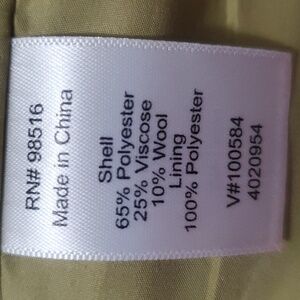 RN# 98516
Made in China
Shell
65% Polyester
25% Viscose
10% Wool
Lining
100% Polyester
V#100584
4020954